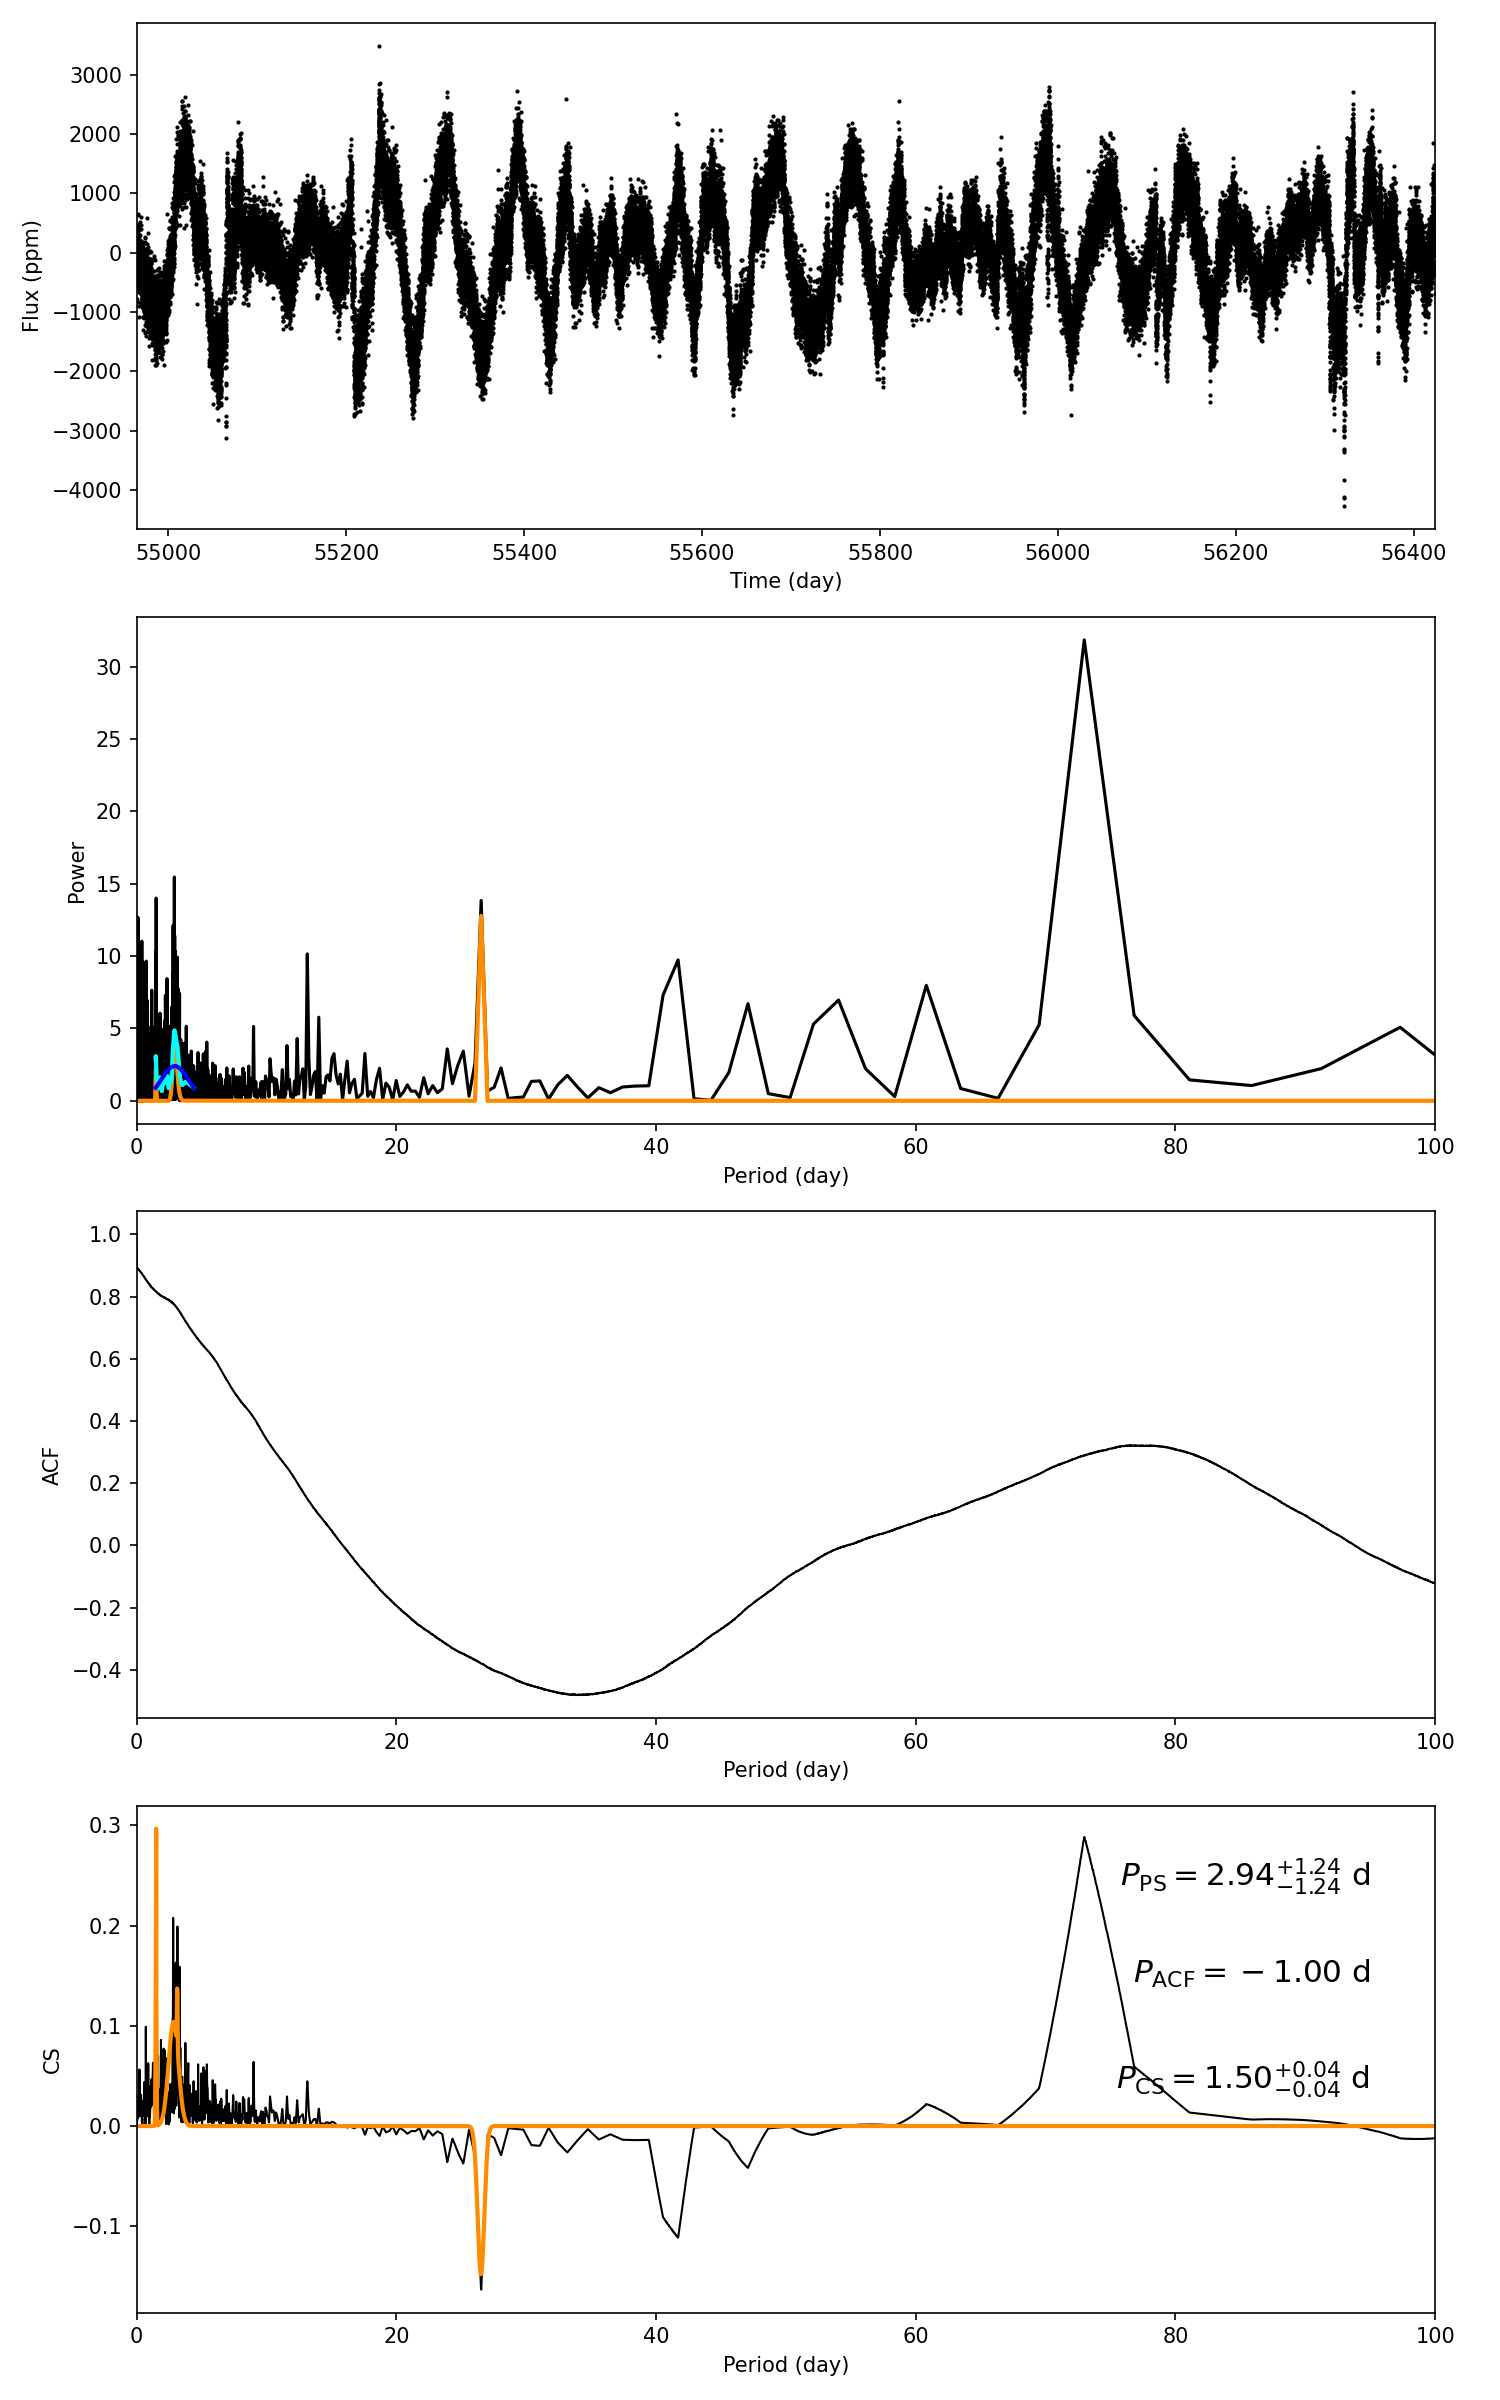 3000
2000
1000
0
−1000
−2000
−3000
−4000
Flux (ppm)
55000 55200 55400 55600 55800 56000 56200 56400
Time (day)
30
25
20
15
10
5
0
Power
0 20 40 60 80 100
Period (day)
1.0
0.8
0.6
0.4
0.2
0.0
−0.2
−0.4
ACF
0 20 40 60 80 100
Period (day)
0.3
0.2
0.1
0.0
−0.1
CS
P_PS = 2.94^{+1.24}_{−1.24} d
P_ACF = −1.00 d
P_CS = 1.50^{+0.04}_{−0.04} d
0 20 40 60 80 100
Period (day)